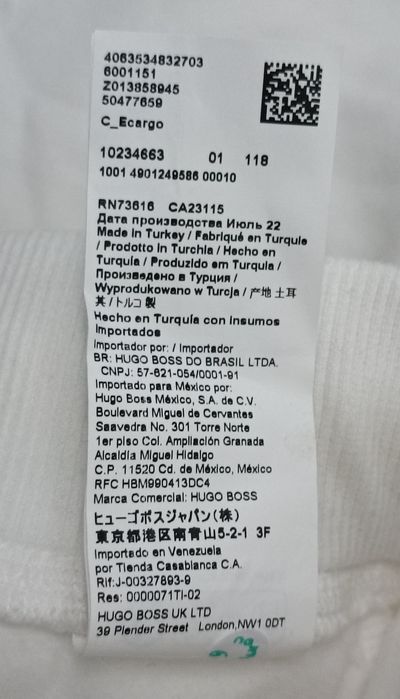 4063534832703
6001151
Z013858945
50477659
C_Ecargo
10234663 01 118
1001 4901249586 00010
RN73616 CA23115
Дата производства Июль 22
Made in Turkey / Fabriqué en Turquie
/ Prodotto in Turchia / Hecho en
Turquía / Produzido em Turquia /
Произведено в Турции /
Wyprodukowano w Turcja / 产地 土耳
其 / トルコ 製
Hecho en Turquía con insumos
Importados
Importador por: / Importador
BR: HUGO BOSS DO BRASIL LTDA.
CNPJ: 57-621-054/0001-91
Importado para México por:
Hugo Boss México, S.A. de C.V.
Boulevard Miguel de Cervantes
Saavedra No. 301 Torre Norte
1er piso Col. Ampliación Granada
Alcaldía Miguel Hidalgo
C.P. 11520 Cd. de México, México
RFC HBM990413DC4
Marca Comercial: HUGO BOSS
ヒューゴボスジャパン(株)
東京都港区南青山5-2-1 3F
Importado en Venezuela
por Tienda Casablanca C.A.
Rif:J-00327893-9
Res: 0000071TI-02
HUGO BOSS UK LTD
39 Plender Street London,NW1 0DT